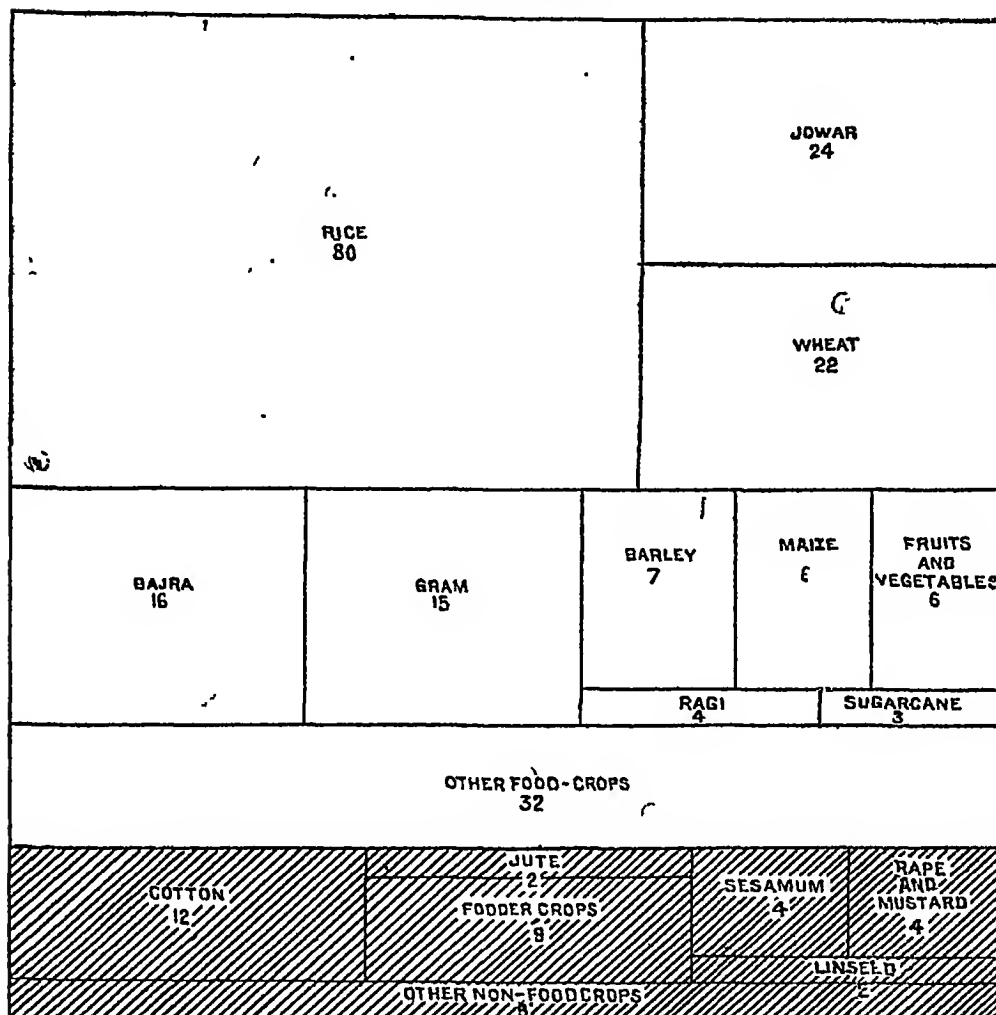 JOWAR
24
RICE
80
WHEAT
22
BAJRA
16
GRAM
15
BARLEY
7
MAIZE
6
FRUITS
AND
VEGETABLES
6
RAGI
4
SUGARCANE
3
OTHER FOOD-CROPS
32
COTTON
12
JUTE
2
FODDER CROPS
9
SESAMUM
4
RAPE
AND
MUSTARD
4
LINSEED
OTHER NON-FOODCROPS
8